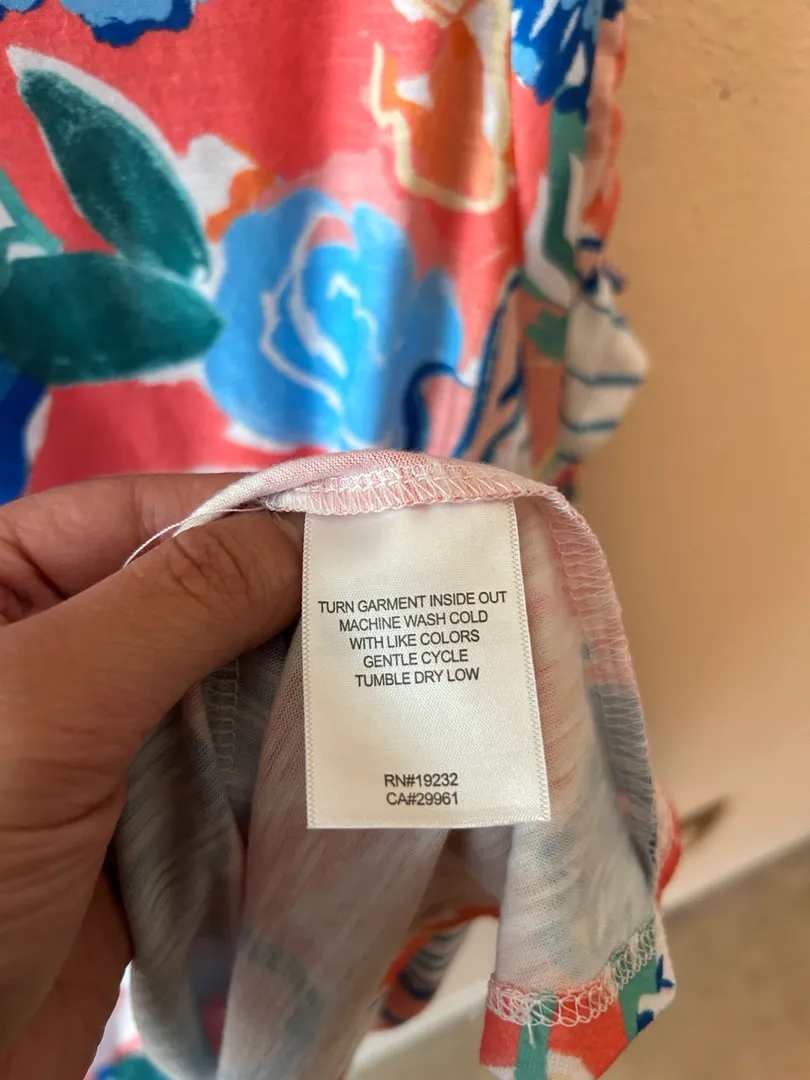 TURN GARMENT INSIDE OUT
MACHINE WASH COLD
WITH LIKE COLORS
GENTLE CYCLE
TUMBLE DRY LOW
RN#19232
CA#29961